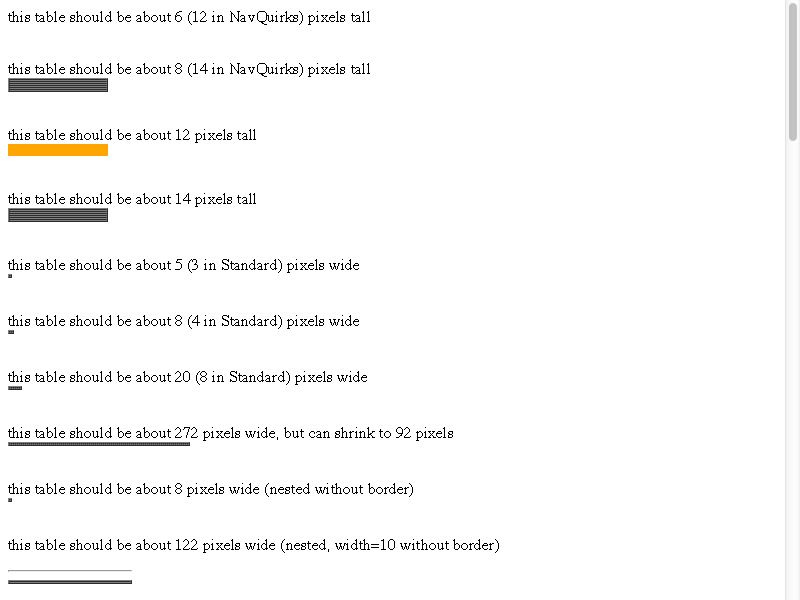 this table should be about 6 (12 in NavQuirks) pixels tall
this table should be about 8 (14 in NavQuirks) pixels tall
this table should be about 12 pixels tall
this table should be about 14 pixels tall
this table should be about 5 (3 in Standard) pixels wide
this table should be about 8 (4 in Standard) pixels wide
this table should be about 20 (8 in Standard) pixels wide
this table should be about 272 pixels wide, but can shrink to 92 pixels
this table should be about 8 pixels wide (nested without border)
this table should be about 122 pixels wide (nested, width=10 without border)